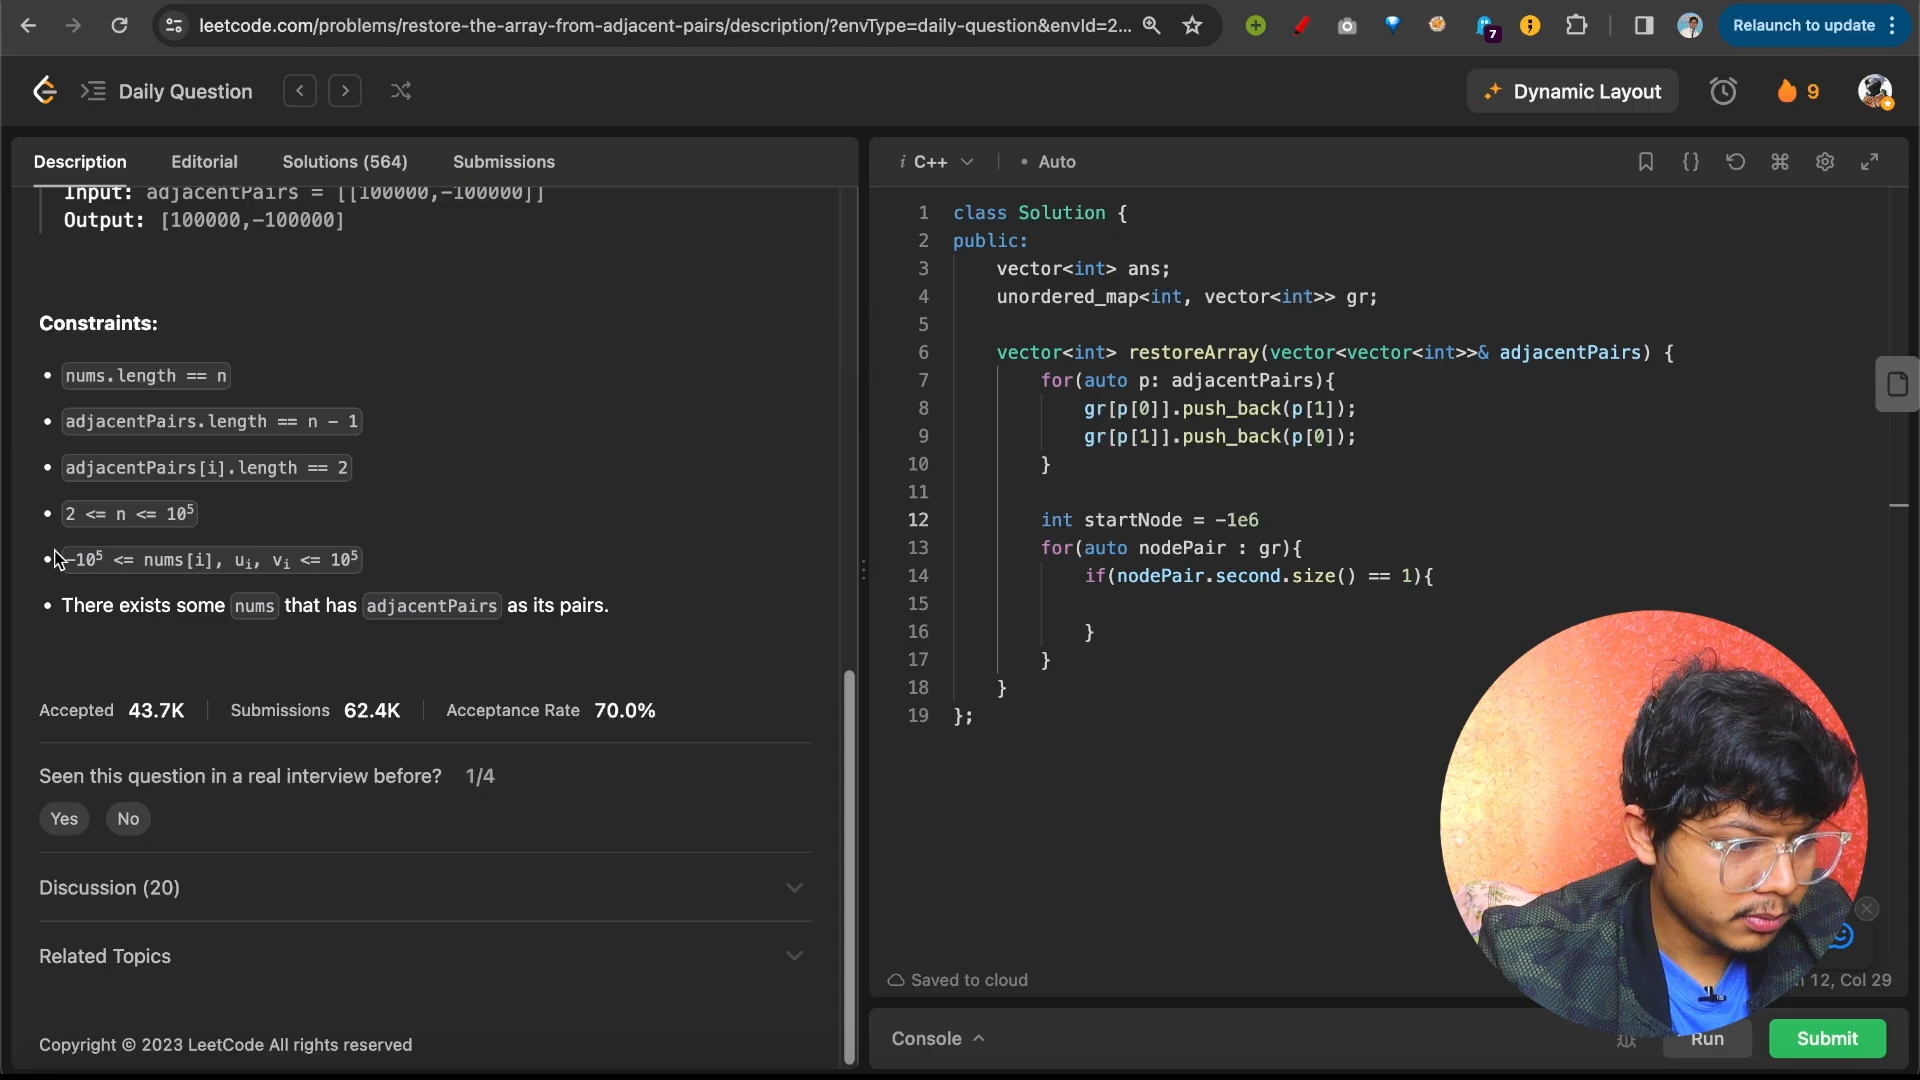 leetcode.com/problems/restore-the-array-from-adjacent-pairs/description/?envType=daily-question&envId=2...
7
Relaunch to update
Daily Question
Dynamic Layout
9
Description
Editorial
Solutions (564)
Submissions
Input: adjacentPairs = [[100000,-100000]]
Output: [100000,-100000]
Constraints:
nums.length == n
adjacentPairs.length == n - 1
adjacentPairs[i].length == 2
2 <= n <= 10⁵
-10⁵ <= nums[i], uᵢ, vᵢ <= 10⁵
There exists some nums that has adjacentPairs as its pairs.
Accepted 43.7K
Submissions 62.4K
Acceptance Rate 70.0%
Seen this question in a real interview before? 1/4
Yes
No
Discussion (20)
Related Topics
Copyright © 2023 LeetCode All rights reserved
i C++
Auto
1 class Solution {
2 public:
3 vector<int> ans;
4 unordered_map<int, vector<int>> gr;
5
6 vector<int> restoreArray(vector<vector<int>>& adjacentPairs) {
7 for(auto p: adjacentPairs){
8 gr[p[0]].push_back(p[1]);
9 gr[p[1]].push_back(p[0]);
10 }
11
12 int startNode = -1e6
13 for(auto nodePair : gr){
14 if(nodePair.second.size() == 1){
15
16 }
17 }
18 }
19 };
Saved to cloud
12, Col 29
Console
Run
Submit